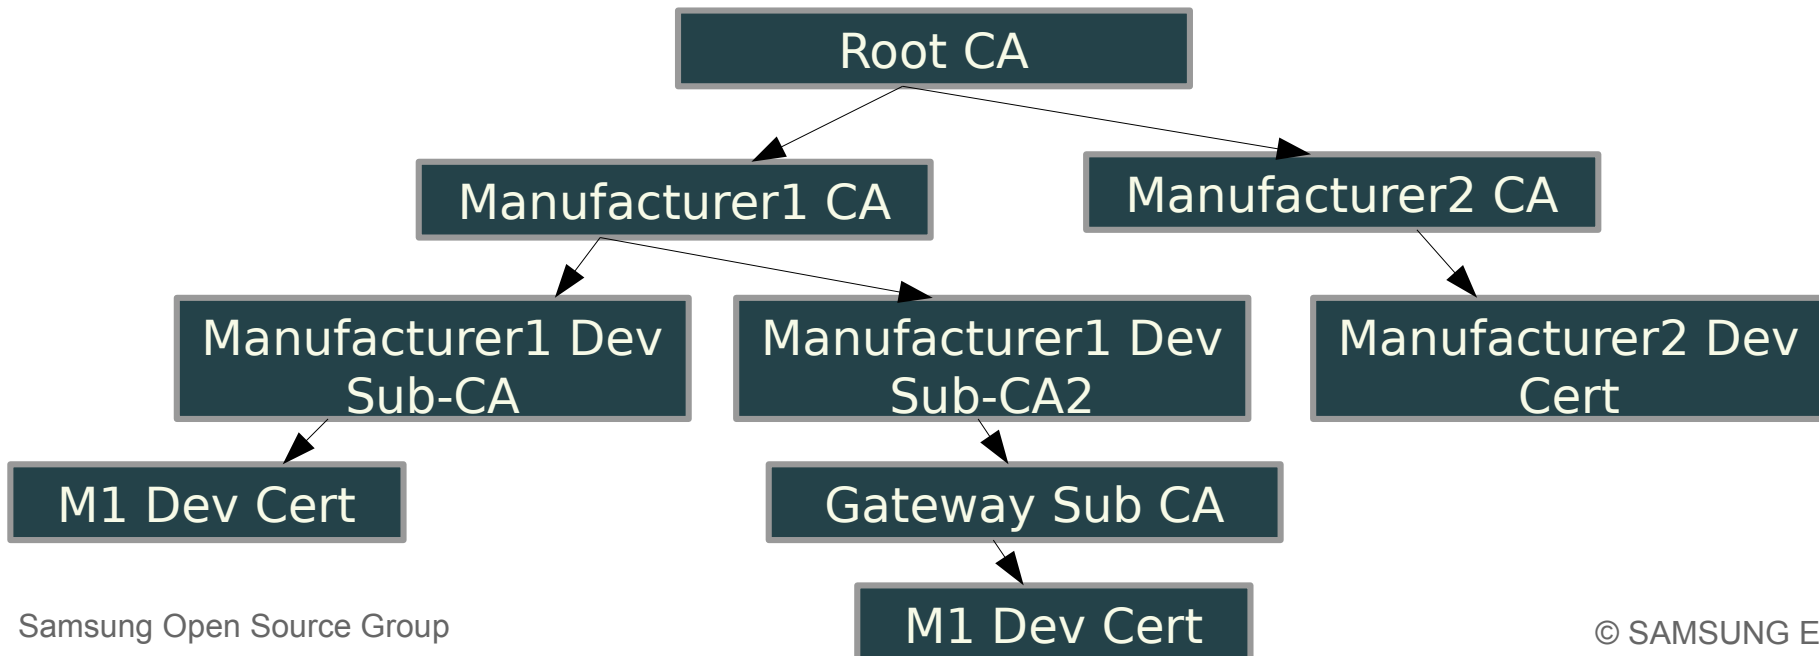 Root CA
Manufacturer1 CA
Manufacturer2 CA
Manufacturer1 Dev
Sub-CA
Manufacturer1 Dev
Sub-CA2
Manufacturer2 Dev
Cert
M1 Dev Cert
Gateway Sub CA
M1 Dev Cert
Samsung Open Source Group
© SAMSUNG E